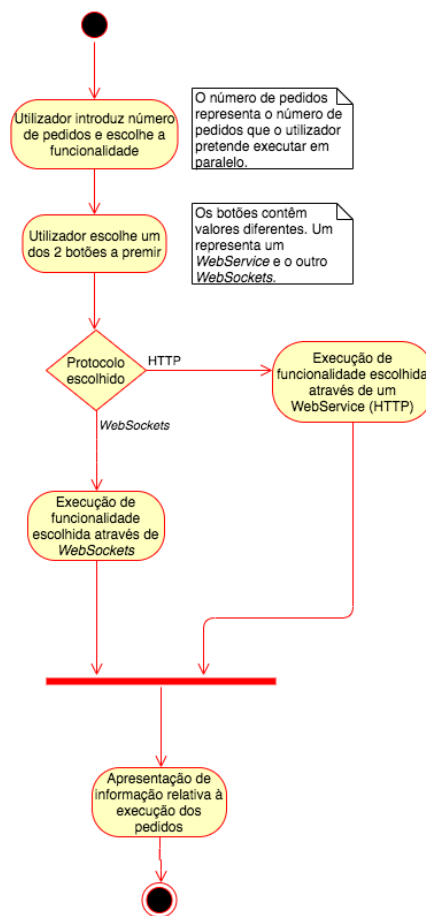 Utilizador introduz número
de pedidos e escolhe a
funcionalidade
O número de pedidos
representa o número de
pedidos que o utilizador
pretende executar em
paralelo.
Utilizador escolhe um
dos 2 botões a premir
Os botões contêm
valores diferentes. Um
representa um
WebService e o outro
WebSockets.
Protocolo
escolhido
HTTP
Execução de
funcionalidade escolhida
através de um
WebService (HTTP)
WebSockets
Execução de
funcionalidade
escolhida através de
WebSockets
Apresentação de
informação relativa à
execução dos
pedidos